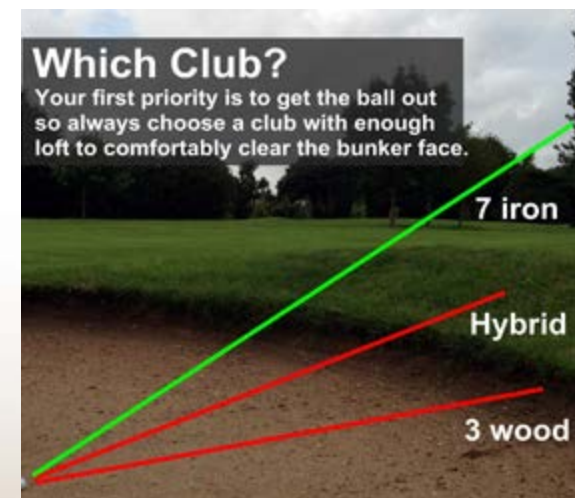 Which Club?
Your first priority is to get the ball out
so always choose a club with enough
loft to comfortably clear the bunker face.
7 iron
Hybrid
3 wood